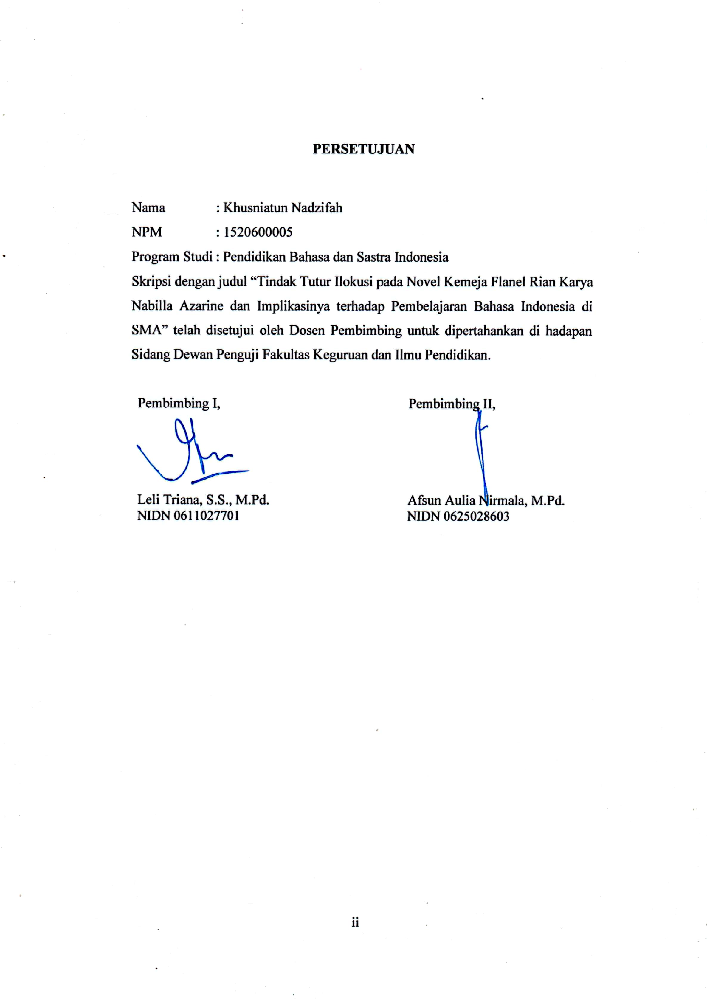 PERSETUJUAN
Nama : Khusniatun Nadzifah
NPM : 1520600005
Program Studi : Pendidikan Bahasa dan Sastra Indonesia
Skripsi dengan judul “Tindak Tutur Ilokusi pada Novel Kemeja Flanel Rian Karya
Nabilla Azarine dan Implikasinya terhadap Pembelajaran Bahasa Indonesia di
SMA” telah disetujui oleh Dosen Pembimbing untuk dipertahankan di hadapan
Sidang Dewan Penguji Fakultas Keguruan dan Ilmu Pendidikan.
Pembimbing I,
Leli Triana, S.S., M.Pd.
NIDN 0611027701
Pembimbing II,
Afsun Aulia Nirmala, M.Pd.
NIDN 0625028603
ii